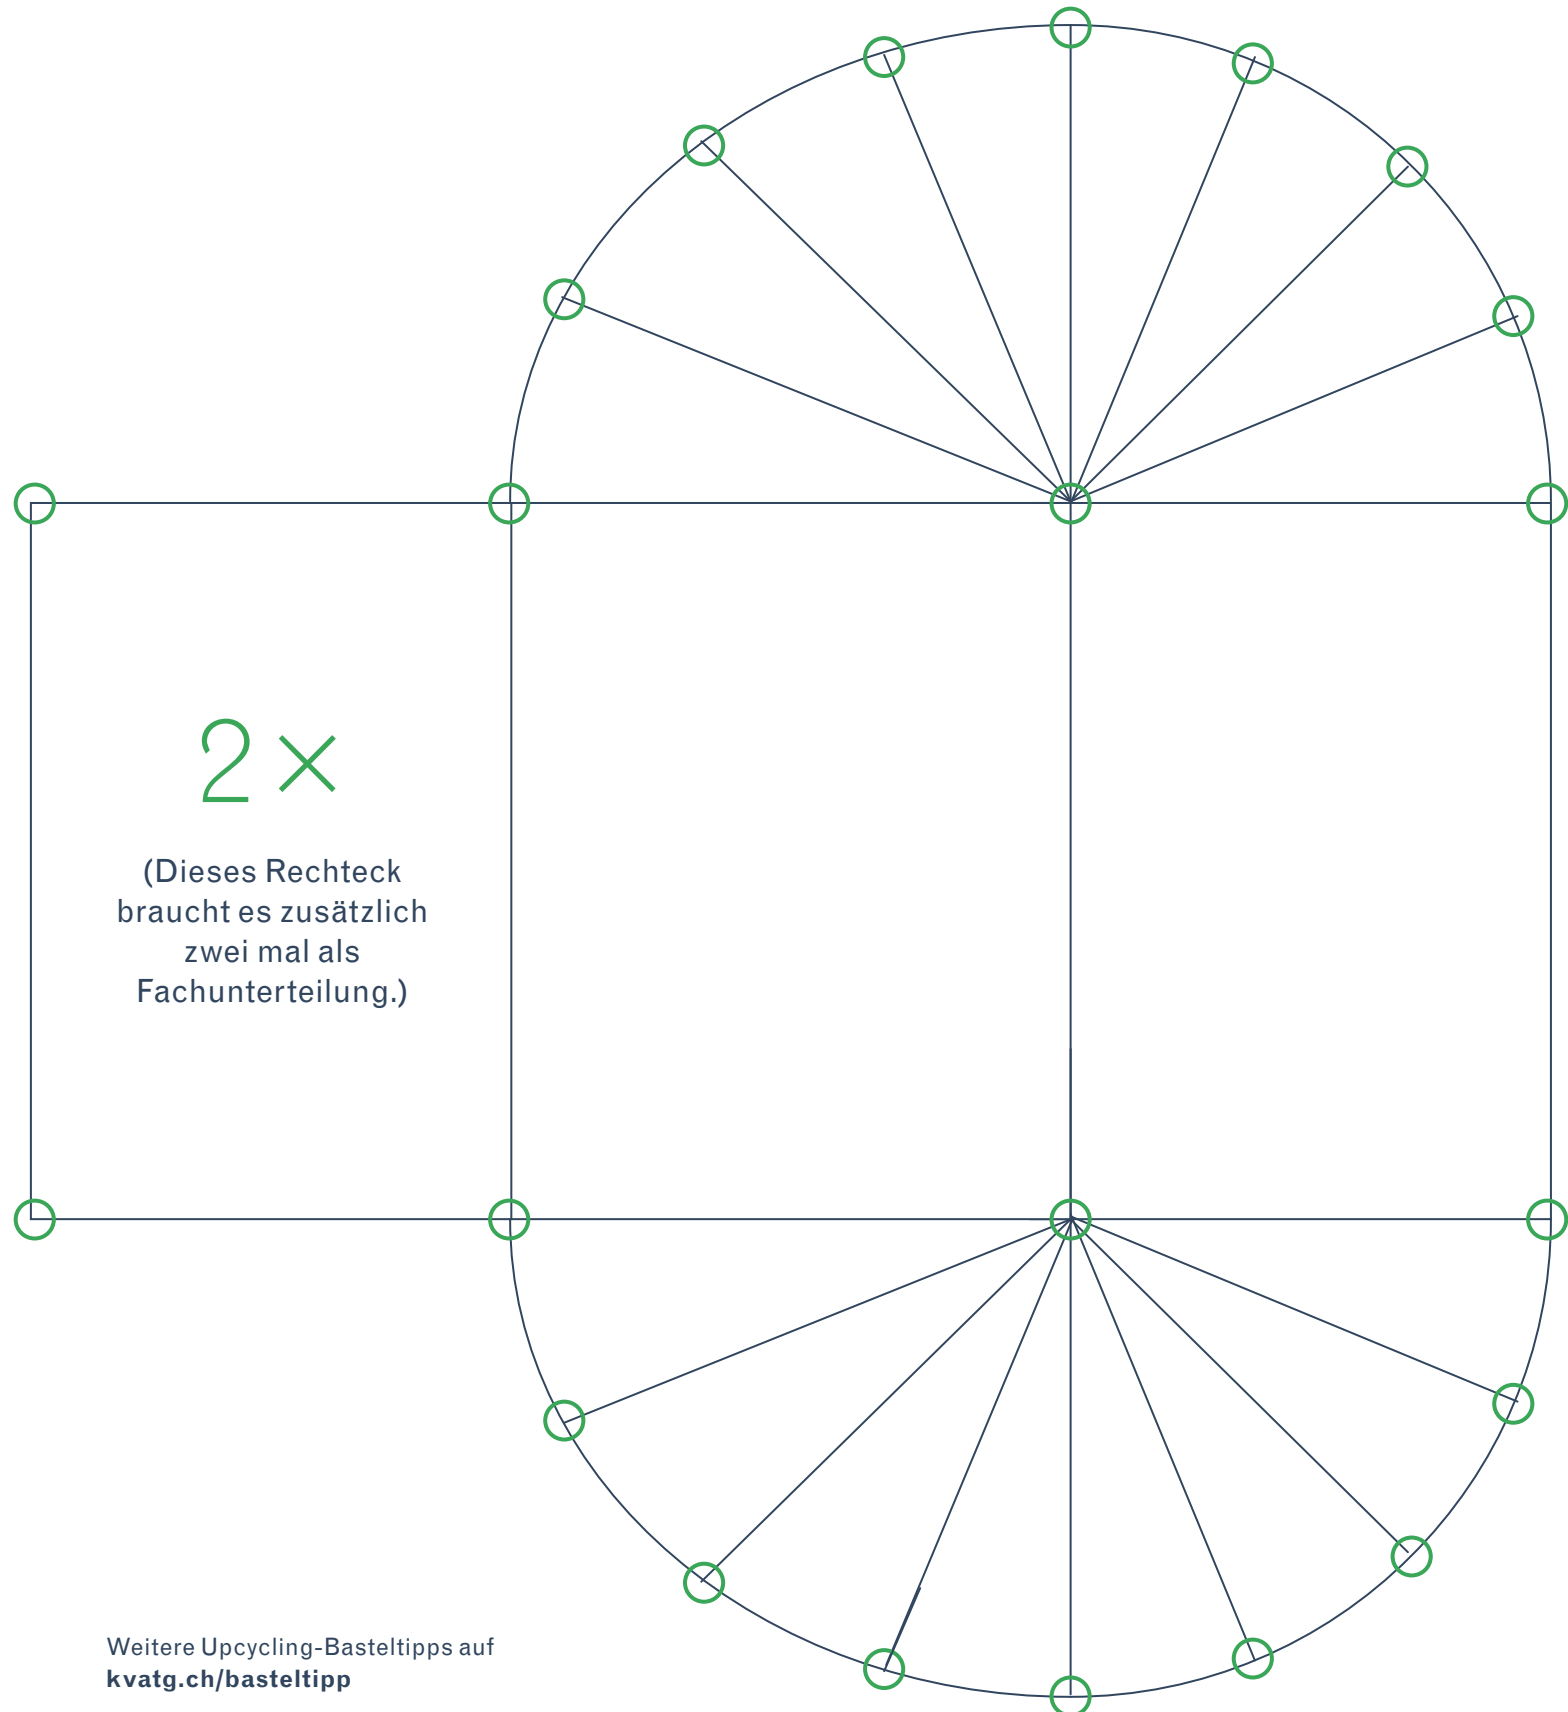 2×
(Dieses Rechteck
braucht es zusätzlich
zwei mal als
Fachunterteilung.)
Weitere Upcycling-Basteltipps auf
kvatg.ch/basteltipp